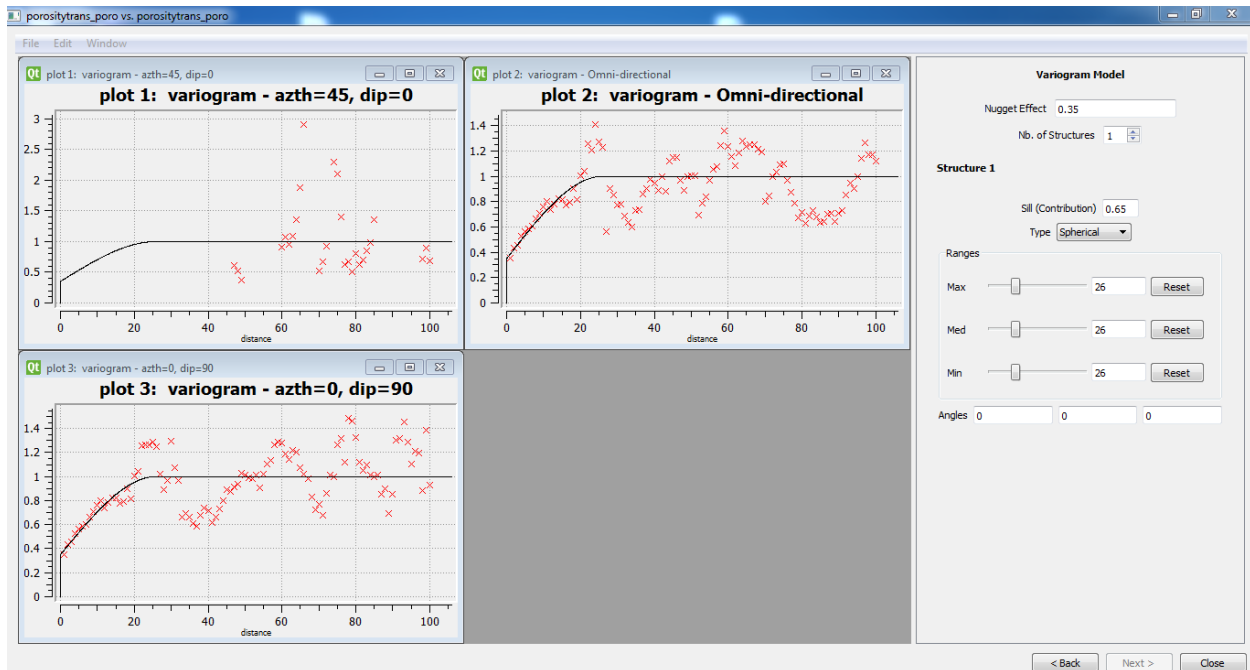 porositytrans_poro vs. porositytrans_poro
File Edit Window
plot 1: variogram - azth=45, dip=0
plot 1: variogram - azth=45, dip=0
3
2.5
2
1.5
1
0.5
0
0 20 40 60 80 100
distance
plot 2: variogram - Omni-directional
plot 2: variogram - Omni-directional
1.4
1.2
1
0.8
0.6
0.4
0.2
0
0 20 40 60 80 100
distance
plot 3: variogram - azth=0, dip=90
plot 3: variogram - azth=0, dip=90
1.4
1.2
1
0.8
0.6
0.4
0.2
0
0 20 40 60 80 100
distance
Variogram Model
Nugget Effect 0.35
Nb. of Structures 1
Structure 1
Sill (Contribution) 0.65
Type Spherical
Ranges
Max 26 Reset
Med 26 Reset
Min 26 Reset
Angles 0 0 0
< Back Next > Close